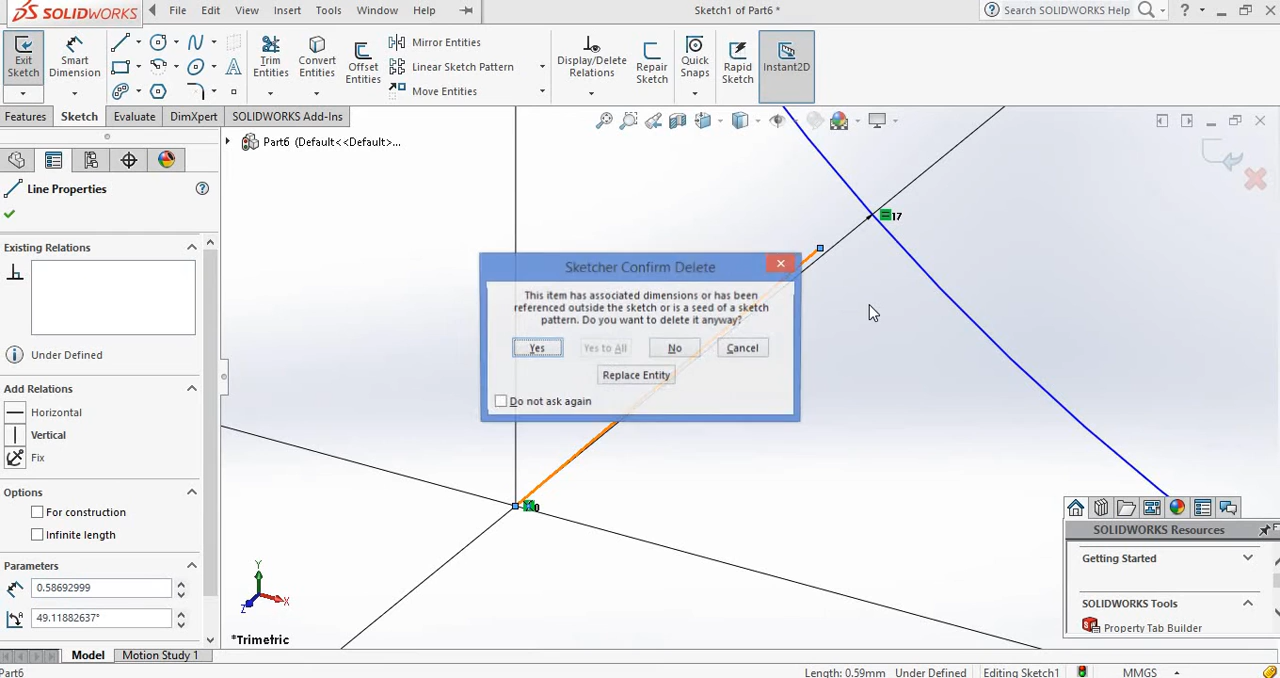 SOLIDWORKS File Edit View Insert Tools Window Help Sketch1 of Part6 * Search SOLIDWORKS Help ?
Exit Sketch
Smart Dimension
Trim Entities
Convert Entities
Offset Entities
Mirror Entities
Linear Sketch Pattern
Move Entities
Display/Delete Relations
Repair Sketch
Quick Snaps
Rapid Sketch
Instant2D
Features Sketch Evaluate DimXpert SOLIDWORKS Add-Ins
Part6 (Default<<Default>...
Line Properties ?
Existing Relations
Under Defined
Add Relations
Horizontal
Vertical
Fix
Options
For construction
Infinite length
Parameters
0.58692999
49.11882637°
17
Sketcher Confirm Delete
This item has associated dimensions or has been
referenced outside the sketch or is a seed of a sketch
pattern. Do you want to delete it anyway?
Yes Yes to All No Cancel
Replace Entity
Do not ask again
0
Y
X
Z
*Trimetric
SOLIDWORKS Resources
Getting Started
SOLIDWORKS Tools
Property Tab Builder
Model Motion Study 1
Part6 Length: 0.59mm Under Defined Editing Sketch1 MMGS